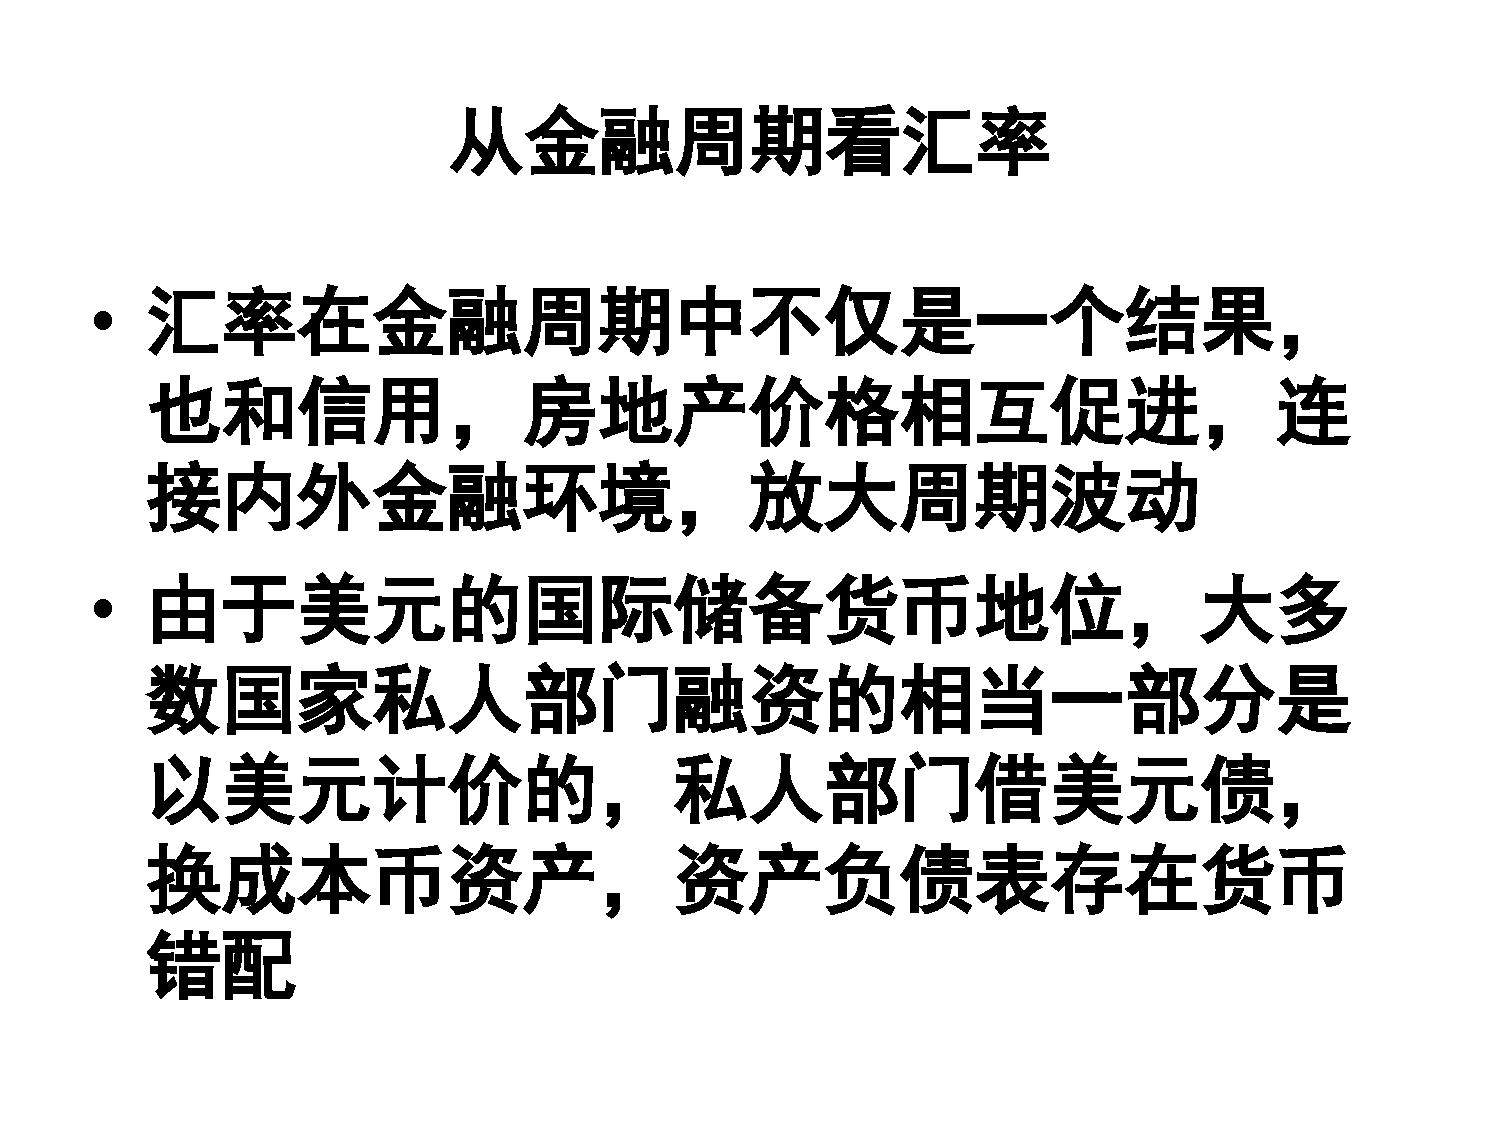 从金融周期看汇率
• 汇率在金融周期中不仅是一个结果，
也和信用，房地产价格相互促进，连
接内外金融环境，放大周期波动
• 由于美元的国际储备货币地位，大多
数国家私人部门融资的相当一部分是
以美元计价的，私人部门借美元债，
换成本币资产，资产负债表存在货币
错配